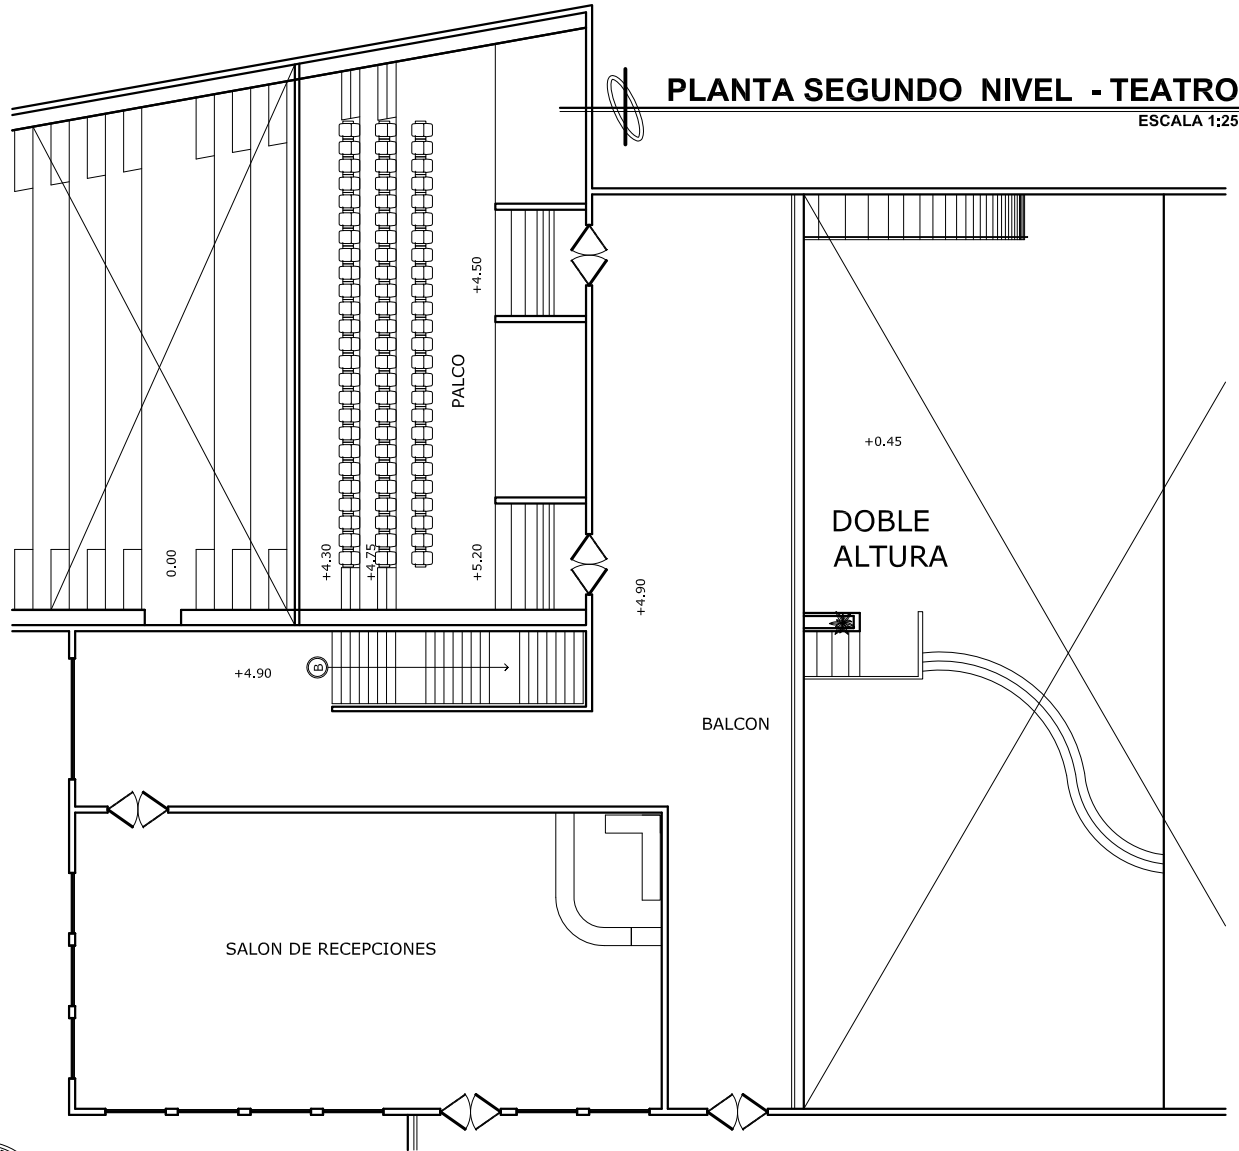 PLANTA SEGUNDO NIVEL - TEATRO
ESCALA 1:25
+4.50
PALCO
+0.45
DOBLE
ALTURA
0.00
+4.30
+4.75
+5.20
+4.90
+4.90
B
BALCON
SALON DE RECEPCIONES